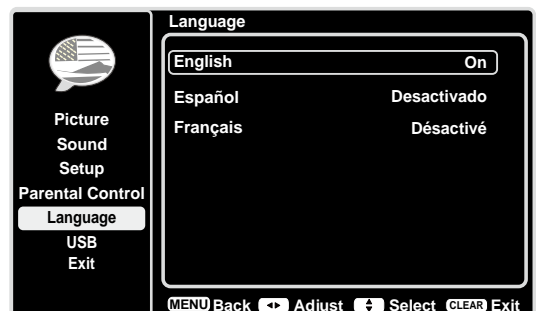 Language
English On
Español Desactivado
Français Désactivé
Picture
Sound
Setup
Parental Control
Language
USB
Exit
MENU Back Adjust Select CLEAR Exit